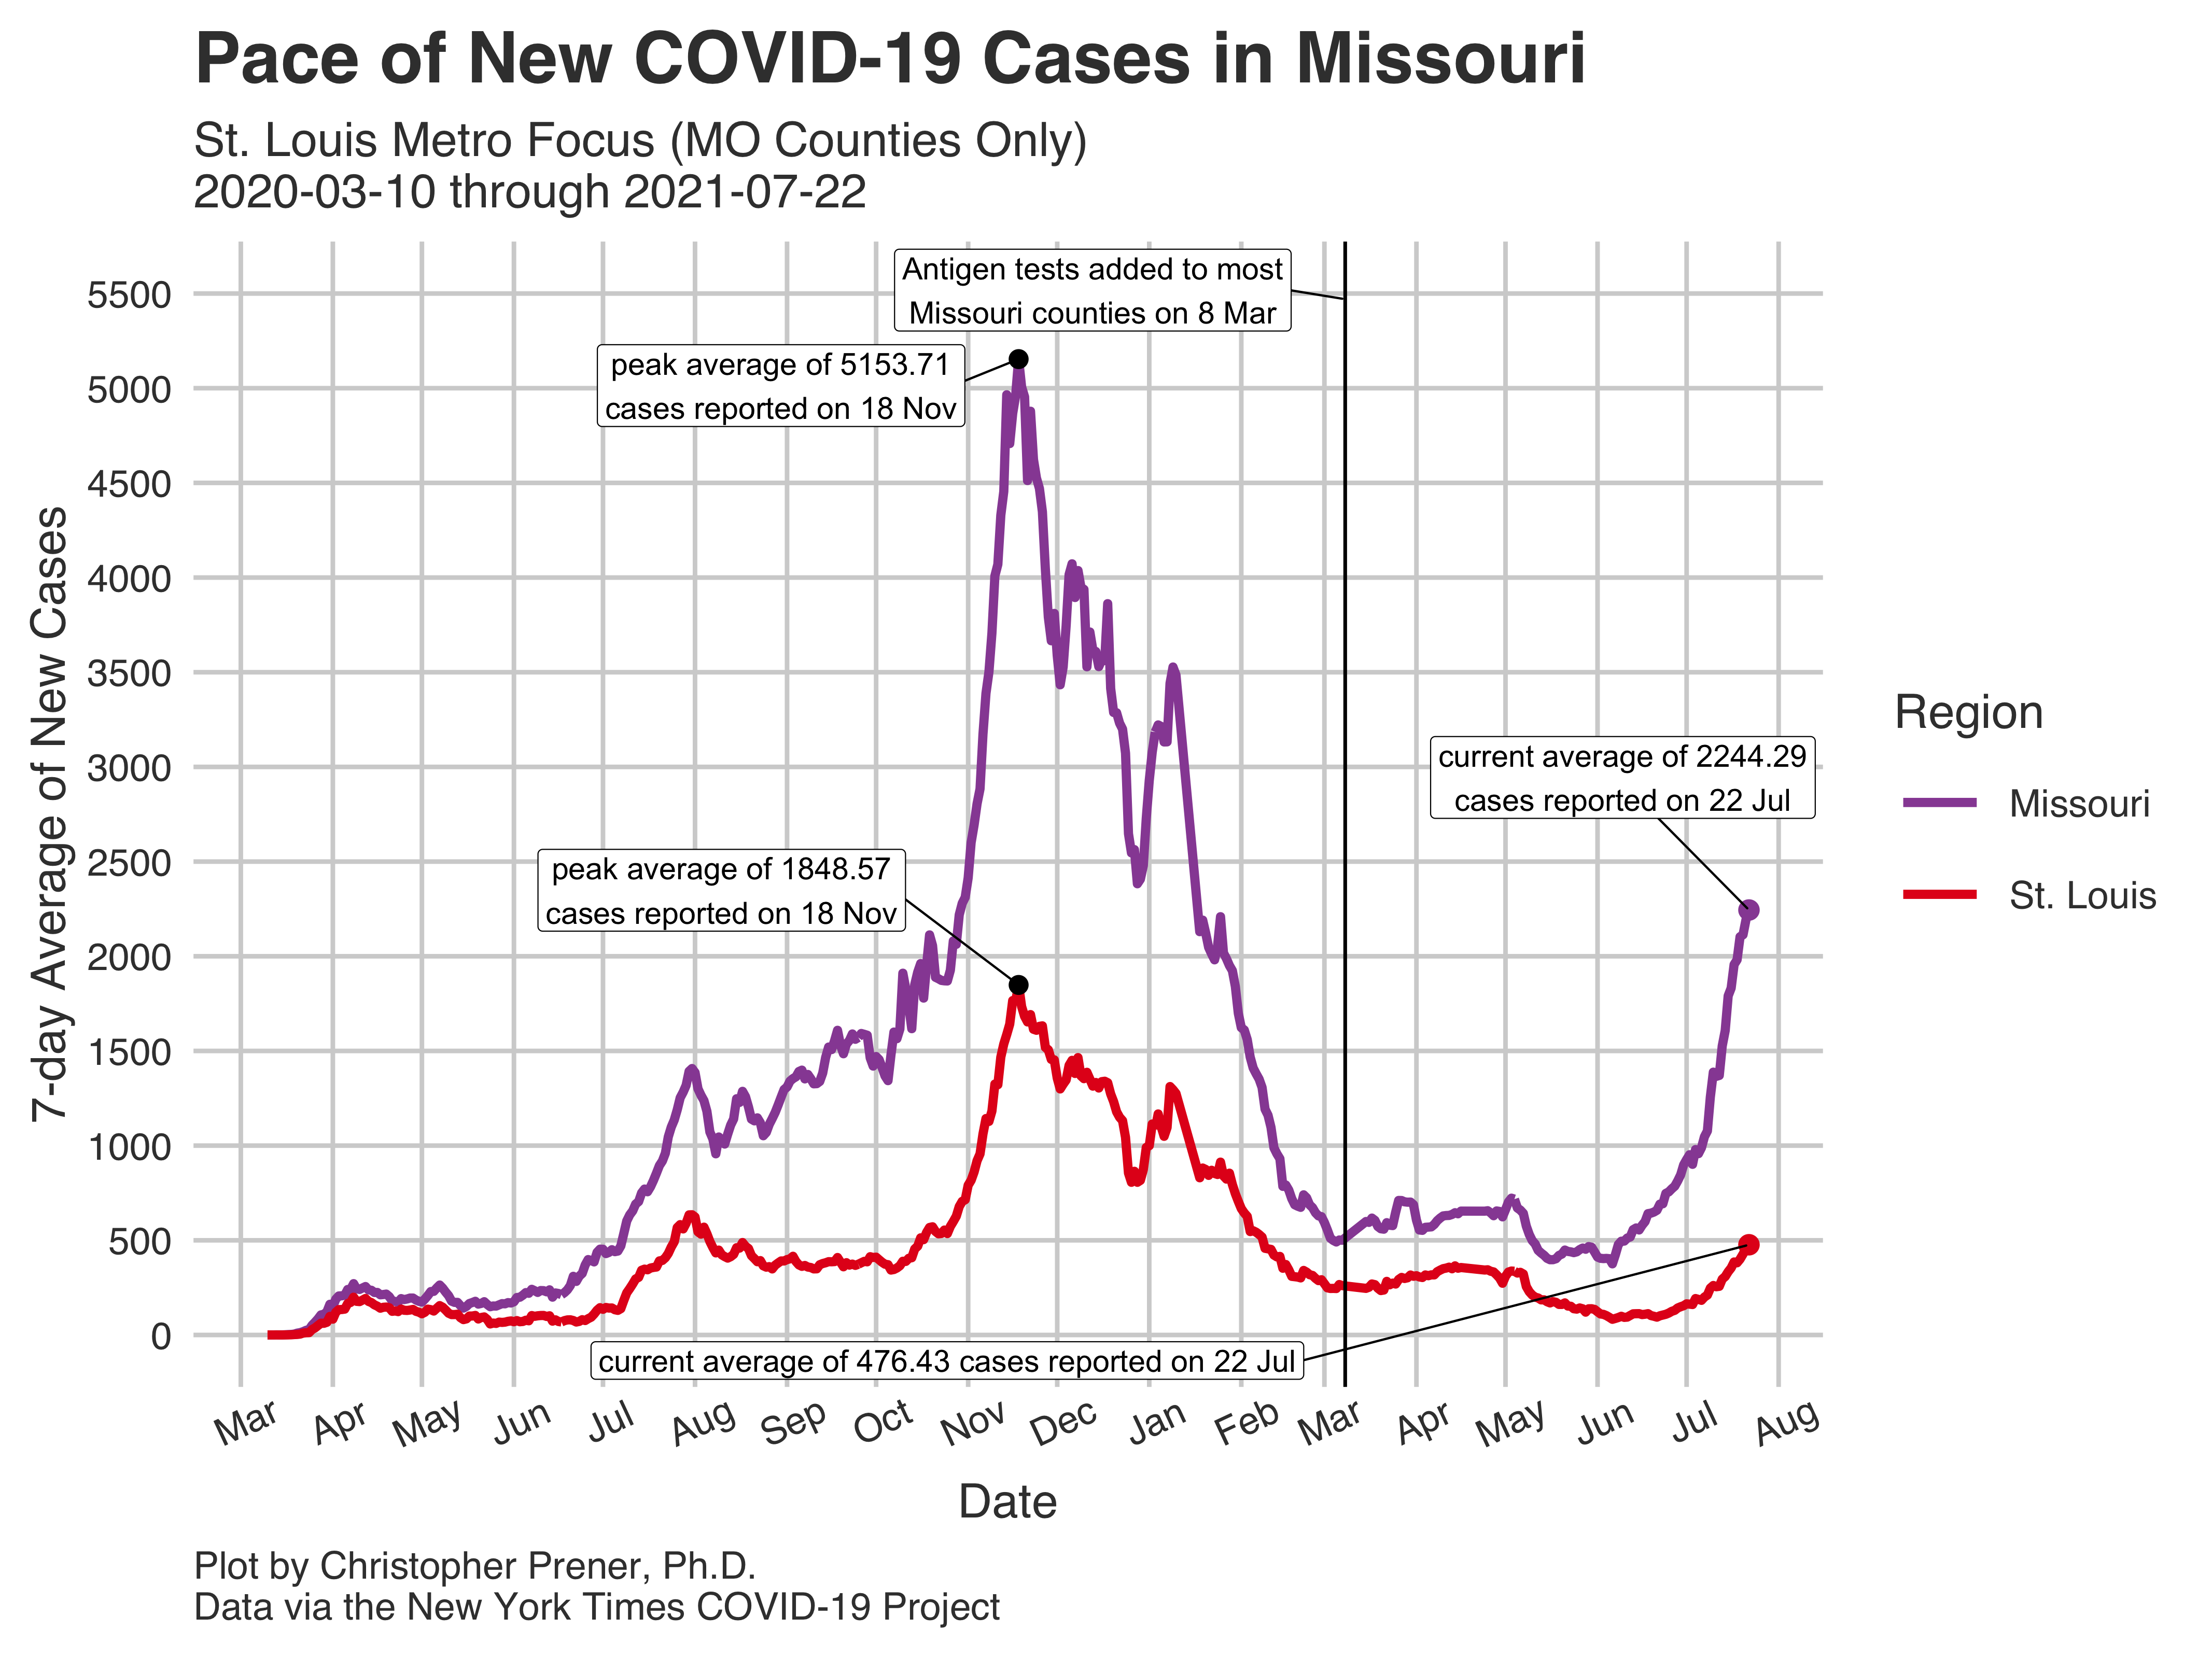 Pace of New COVID-19 Cases in Missouri
St. Louis Metro Focus (MO Counties Only)
2020-03-10 through 2021-07-22
7-day Average of New Cases
5500
5000
4500
4000
3500
3000
2500
2000
1500
1000
500
0
Antigen tests added to most
Missouri counties on 8 Mar
peak average of 5153.71
cases reported on 18 Nov
current average of 2244.29
cases reported on 22 Jul
peak average of 1848.57
cases reported on 18 Nov
current average of 476.43 cases reported on 22 Jul
Region
Missouri
St. Louis
Mar Apr May Jun Jul Aug Sep Oct Nov Dec Jan Feb Mar Apr May Jun Jul Aug
Date
Plot by Christopher Prener, Ph.D.
Data via the New York Times COVID-19 Project